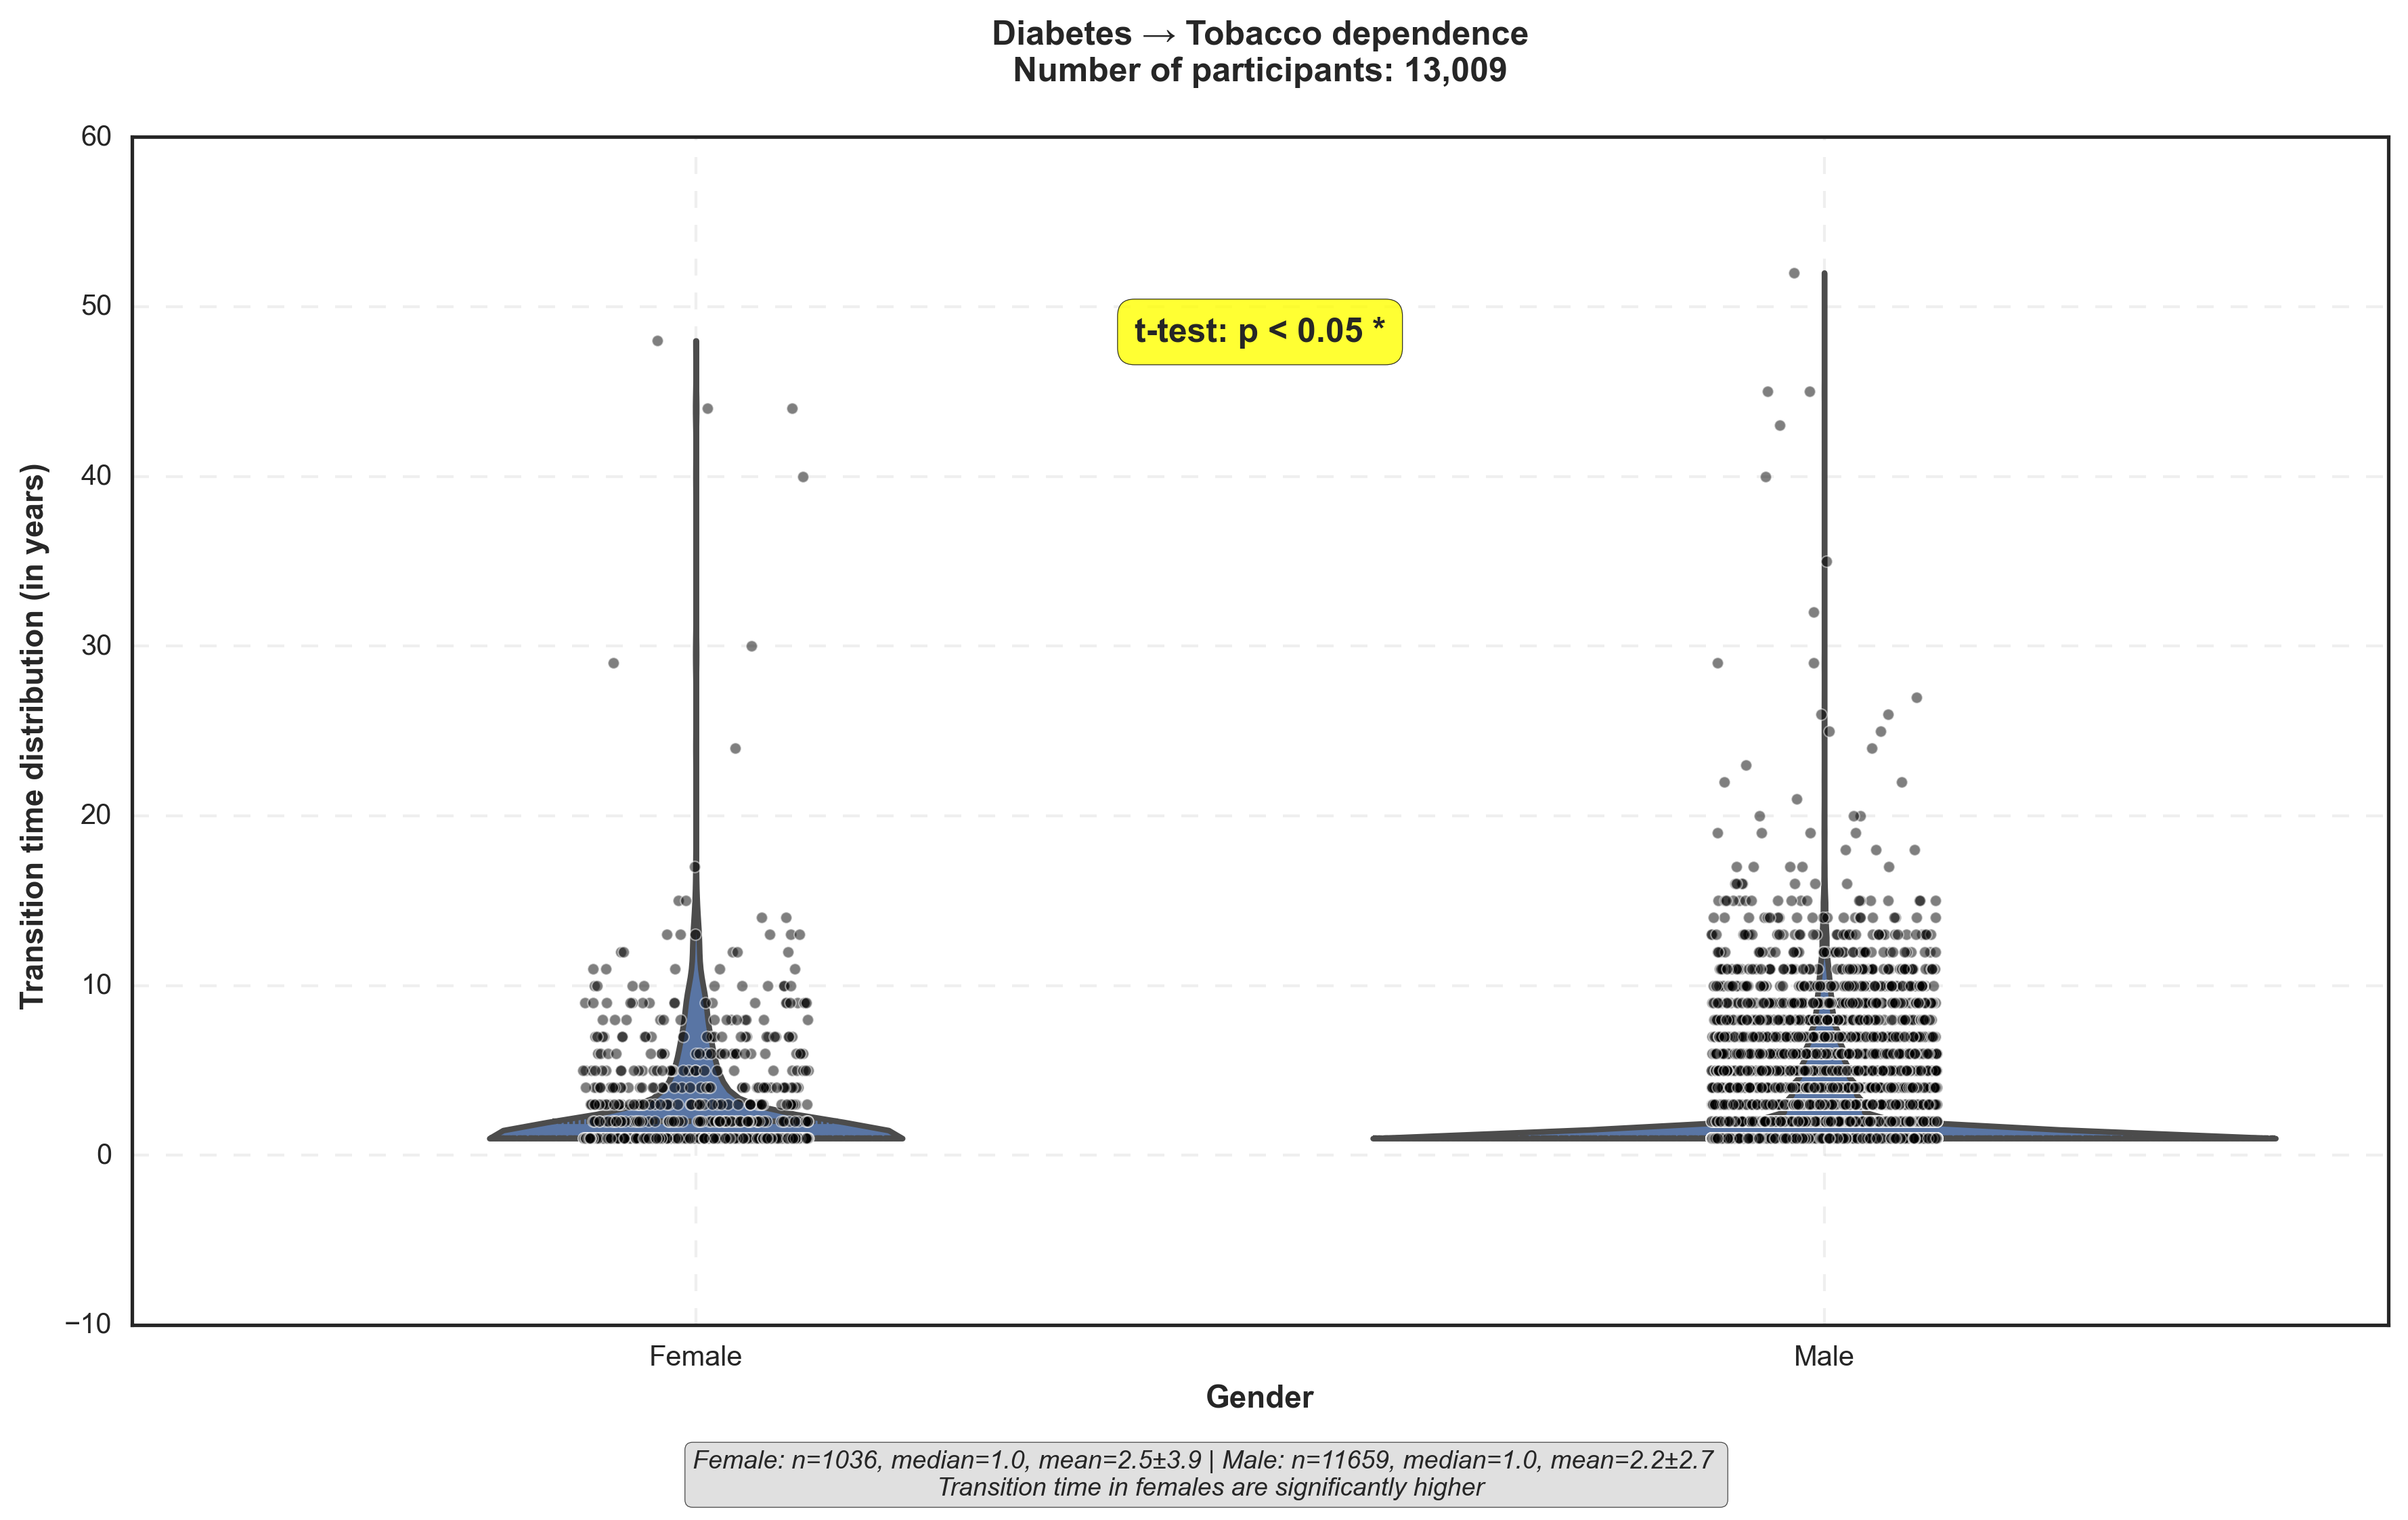 Diabetes → Tobacco dependence
Number of participants: 13,009
60
50
40
30
20
10
0
−10
Transition time distribution (in years)
t-test: p < 0.05 *
Female
Male
Gender
Female: n=1036, median=1.0, mean=2.5±3.9 | Male: n=11659, median=1.0, mean=2.2±2.7
Transition time in females are significantly higher